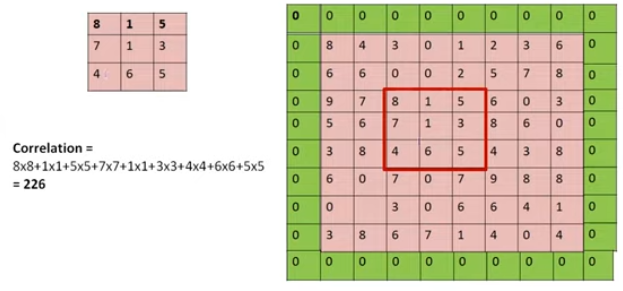 8 1 5
7 1 3
4 6 5
Correlation =
8x8+1x1+5x5+7x7+1x1+3x3+4x4+6x6+5x5
= 226
0 0 0 0 0 0 0 0 0 0
0 8 4 3 0 1 2 3 6 0
0 6 6 0 0 2 5 7 8 0
0 9 7 8 1 5 6 0 3 0
0 5 6 7 1 3 8 6 0 0
0 3 8 4 6 5 4 3 8 0
0 6 0 7 0 7 9 8 8 0
0 0 3 0 6 6 4 1 0
0 3 8 6 7 1 4 0 4 0
0 0 0 0 0 0 0 0 0 0